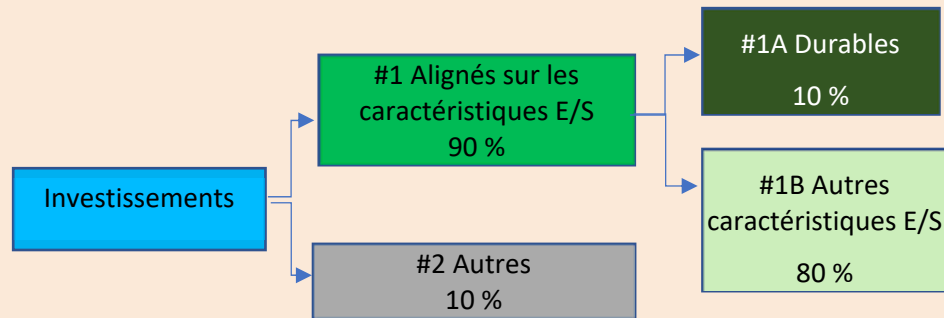 Investissements
#1 Alignés sur les
caractéristiques E/S
90 %
#2 Autres
10 %
#1A Durables
10 %
#1B Autres
caractéristiques E/S
80 %